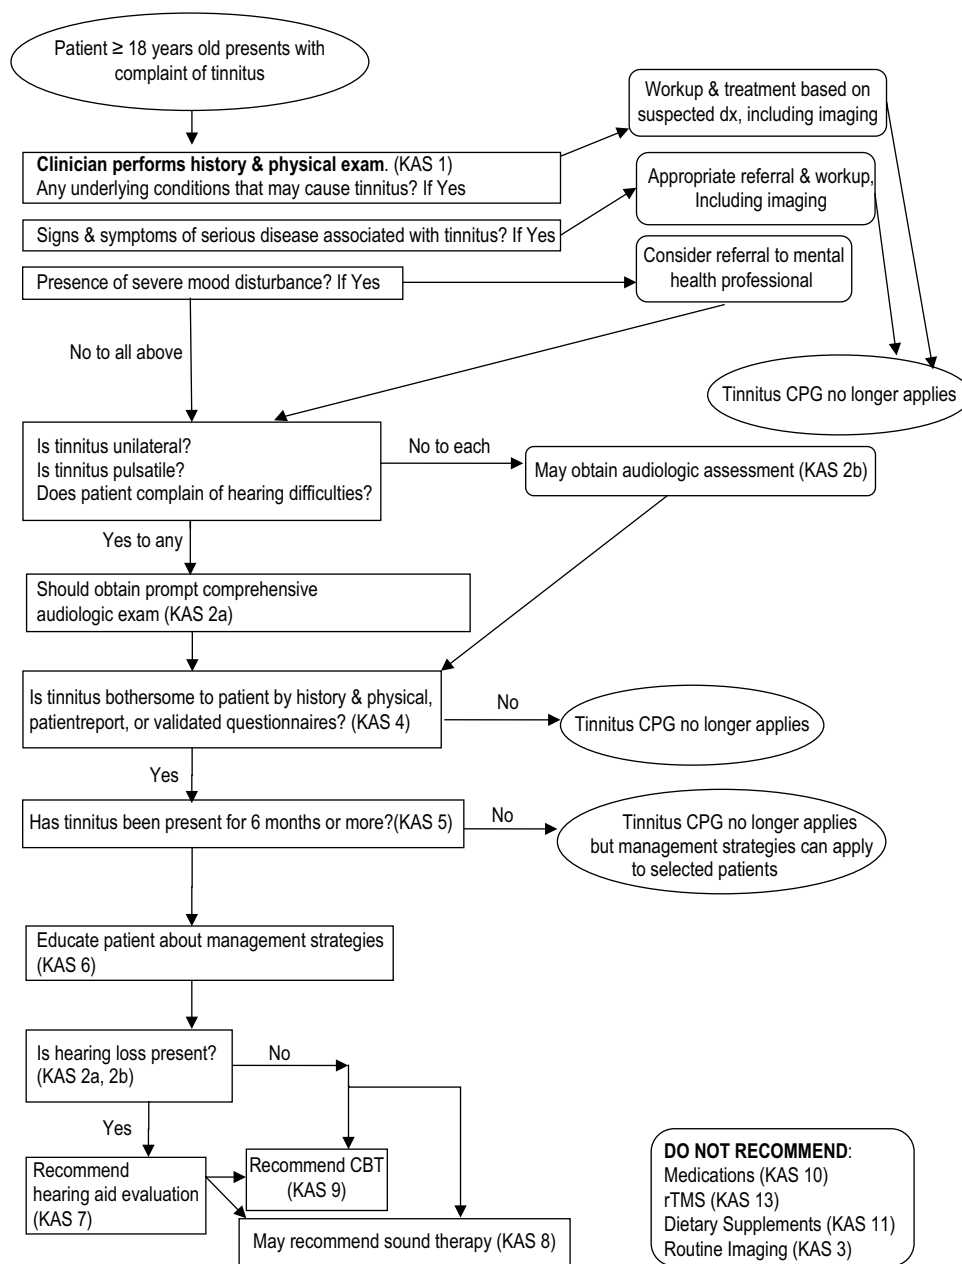 Patient ≥ 18 years old presents with
complaint of tinnitus
Workup & treatment based on
suspected dx, including imaging
Clinician performs history & physical exam. (KAS 1)
Any underlying conditions that may cause tinnitus? If Yes
Appropriate referral & workup,
Including imaging
Signs & symptoms of serious disease associated with tinnitus? If Yes
Consider referral to mental
health professional
Presence of severe mood disturbance? If Yes
No to all above
Tinnitus CPG no longer applies
Is tinnitus unilateral?
Is tinnitus pulsatile?
Does patient complain of hearing difficulties?
No to each
May obtain audiologic assessment (KAS 2b)
Yes to any
Should obtain prompt comprehensive
audiologic exam (KAS 2a)
Is tinnitus bothersome to patient by history & physical,
patientreport, or validated questionnaires? (KAS 4)
No
Tinnitus CPG no longer applies
Yes
Has tinnitus been present for 6 months or more?(KAS 5)
No
Tinnitus CPG no longer applies
but management strategies can apply
to selected patients
Educate patient about management strategies
(KAS 6)
Is hearing loss present?
(KAS 2a, 2b)
No
Yes
Recommend
hearing aid evaluation
(KAS 7)
Recommend CBT
(KAS 9)
May recommend sound therapy (KAS 8)
DO NOT RECOMMEND:
Medications (KAS 10)
rTMS (KAS 13)
Dietary Supplements (KAS 11)
Routine Imaging (KAS 3)